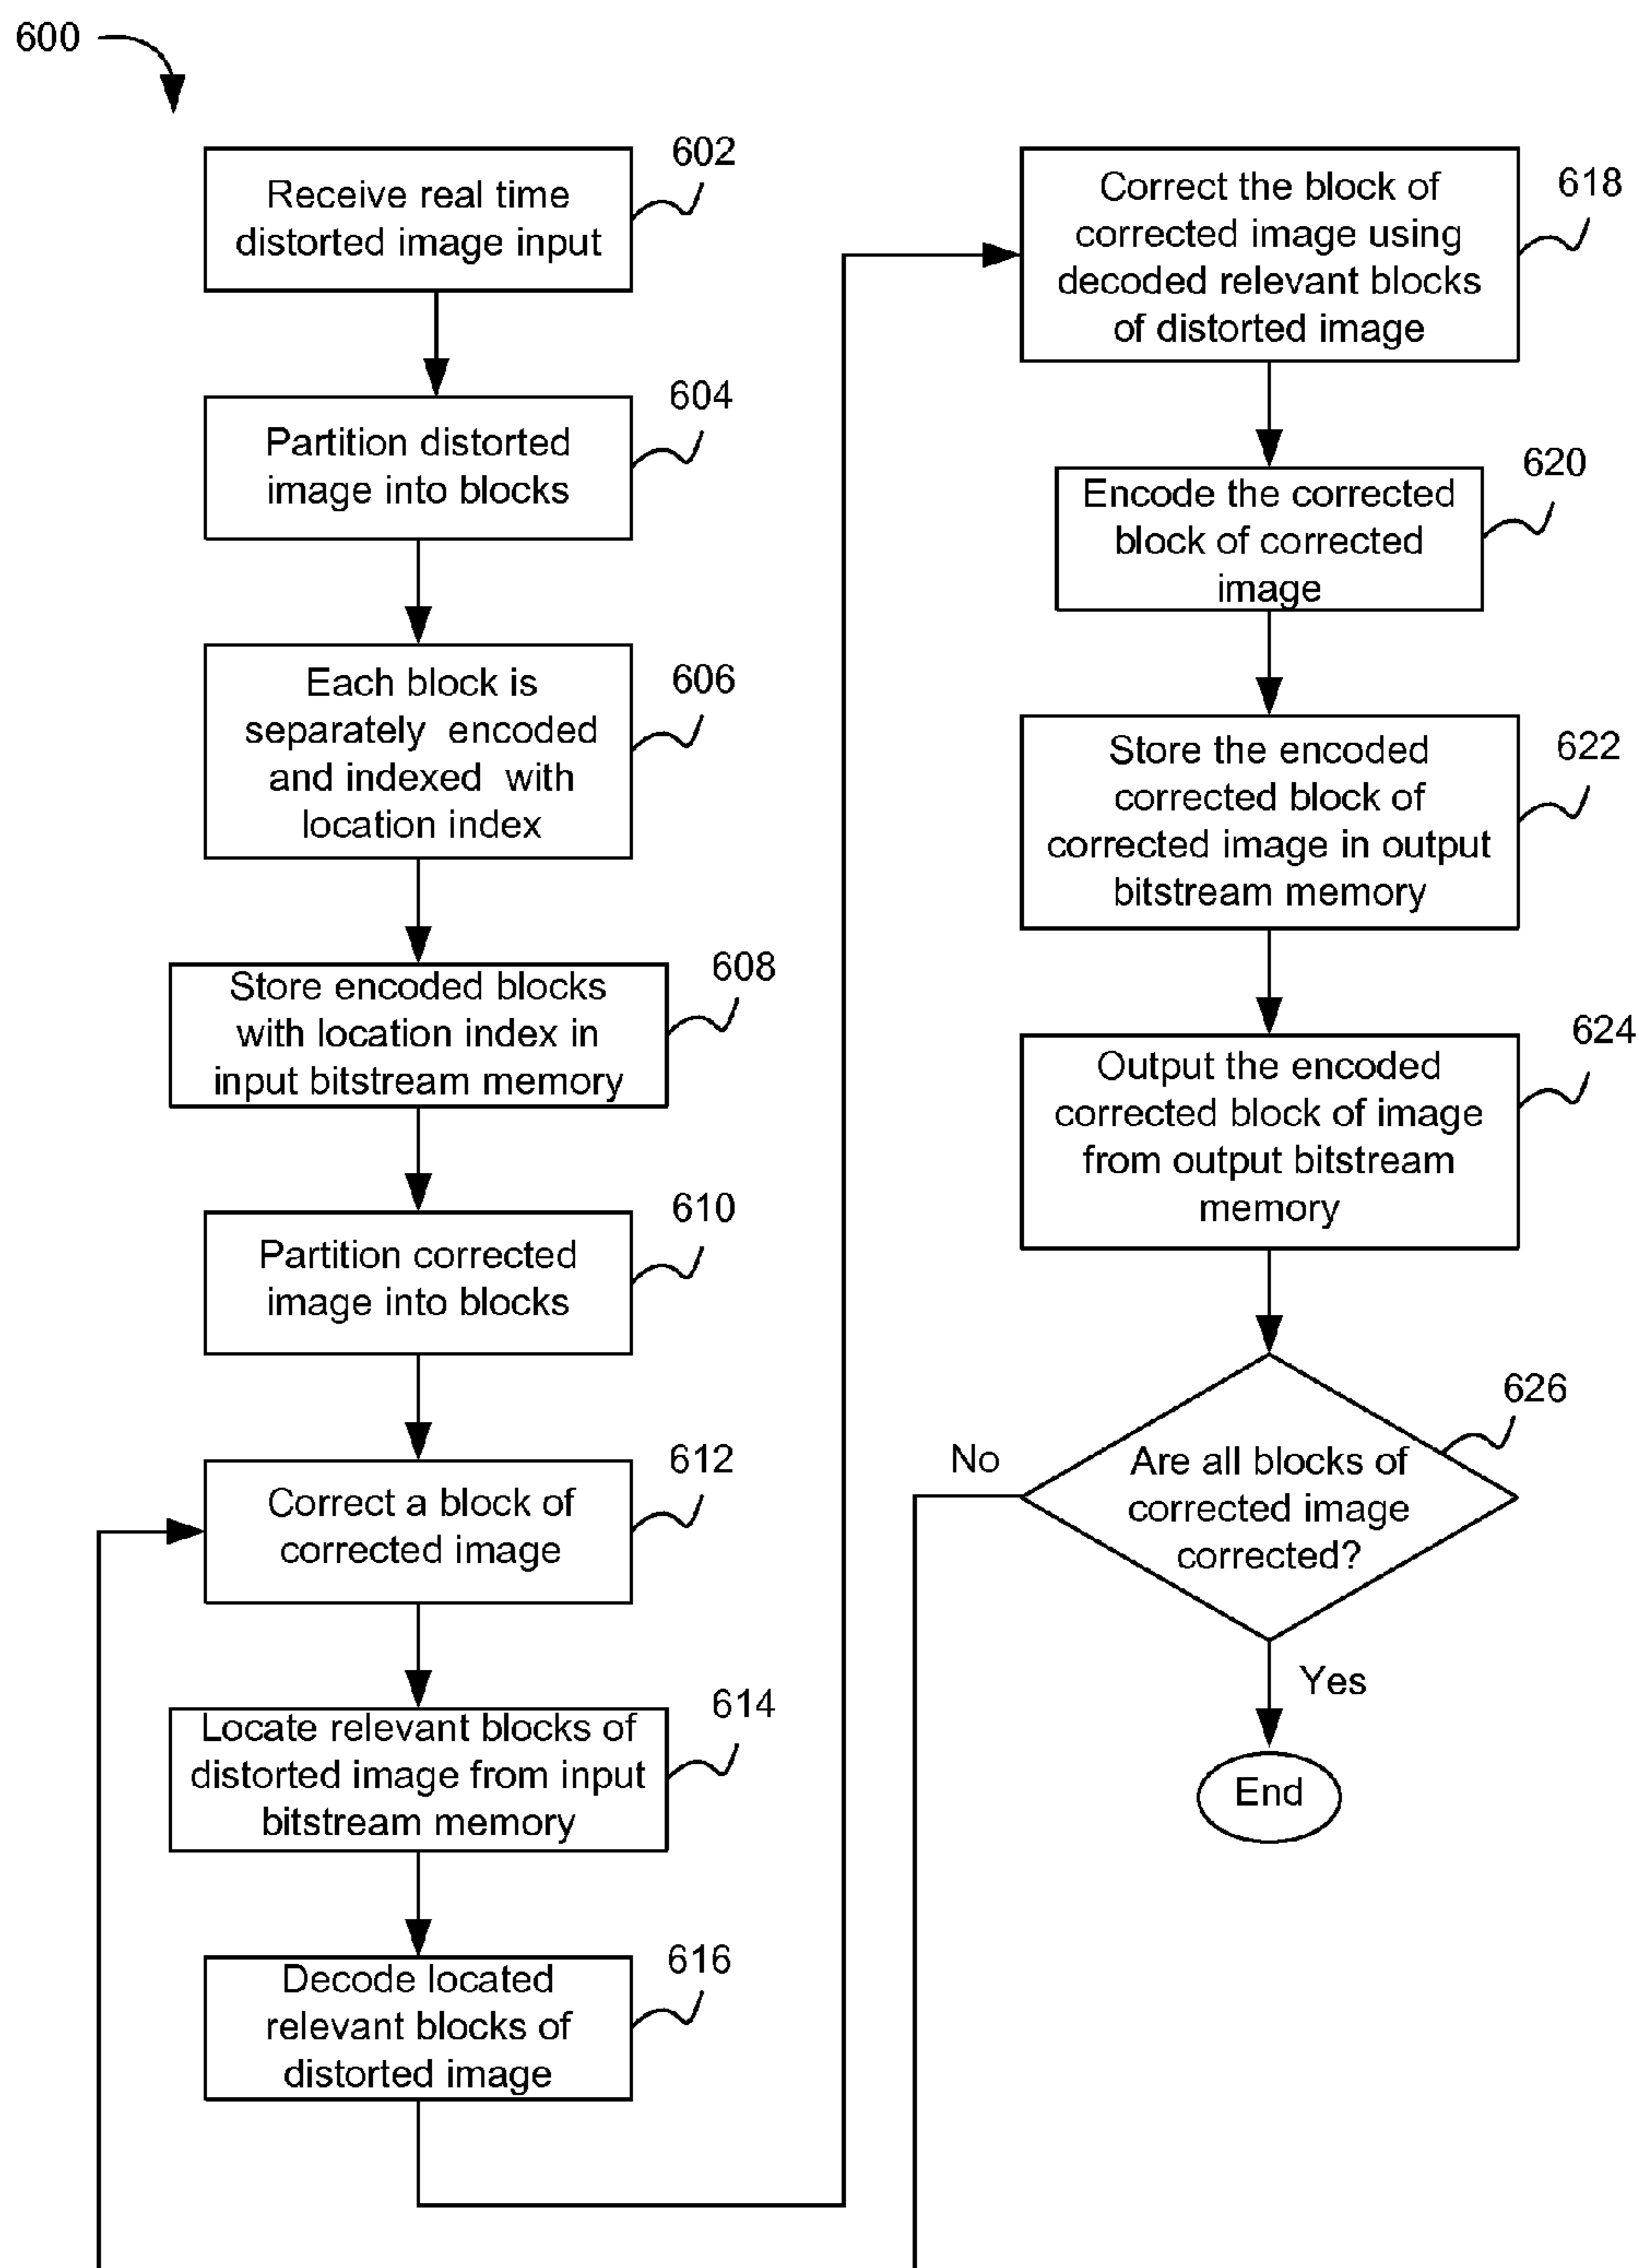 600
602
Receive real time
distorted image input
604
Partition distorted
image into blocks
606
Each block is
separately encoded
and indexed with
location index
608
Store encoded blocks
with location index in
input bitstream memory
610
Partition corrected
image into blocks
612
Correct a block of
corrected image
614
Locate relevant blocks of
distorted image from input
bitstream memory
616
Decode located
relevant blocks of
distorted image
618
Correct the block of
corrected image using
decoded relevant blocks
of distorted image
620
Encode the corrected
block of corrected
image
622
Store the encoded
corrected block of
corrected image in output
bitstream memory
624
Output the encoded
corrected block of image
from output bitstream
memory
626
Are all blocks of
corrected image
corrected?
No
Yes
End